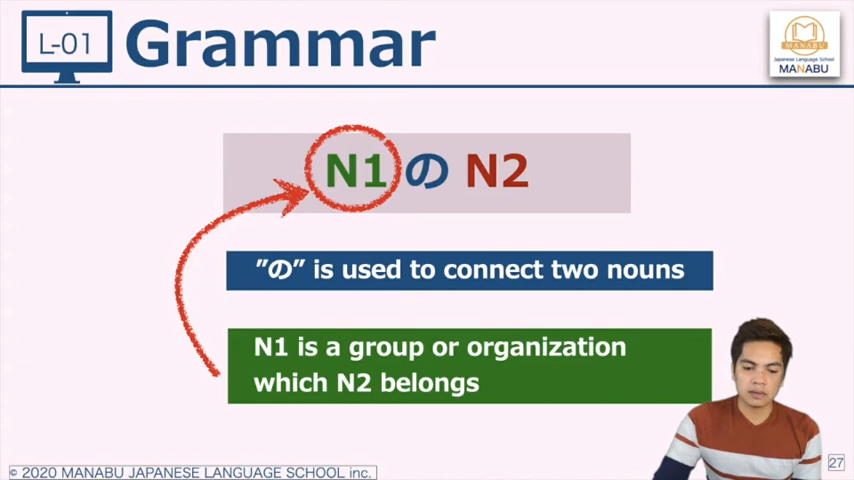 L-01
Grammar
MANABU
Japanese Language School
MANABU
N1 の N2
”の” is used to connect two nouns
N1 is a group or organization
which N2 belongs
© 2020 MANABU JAPANESE LANGUAGE SCHOOL inc.
27